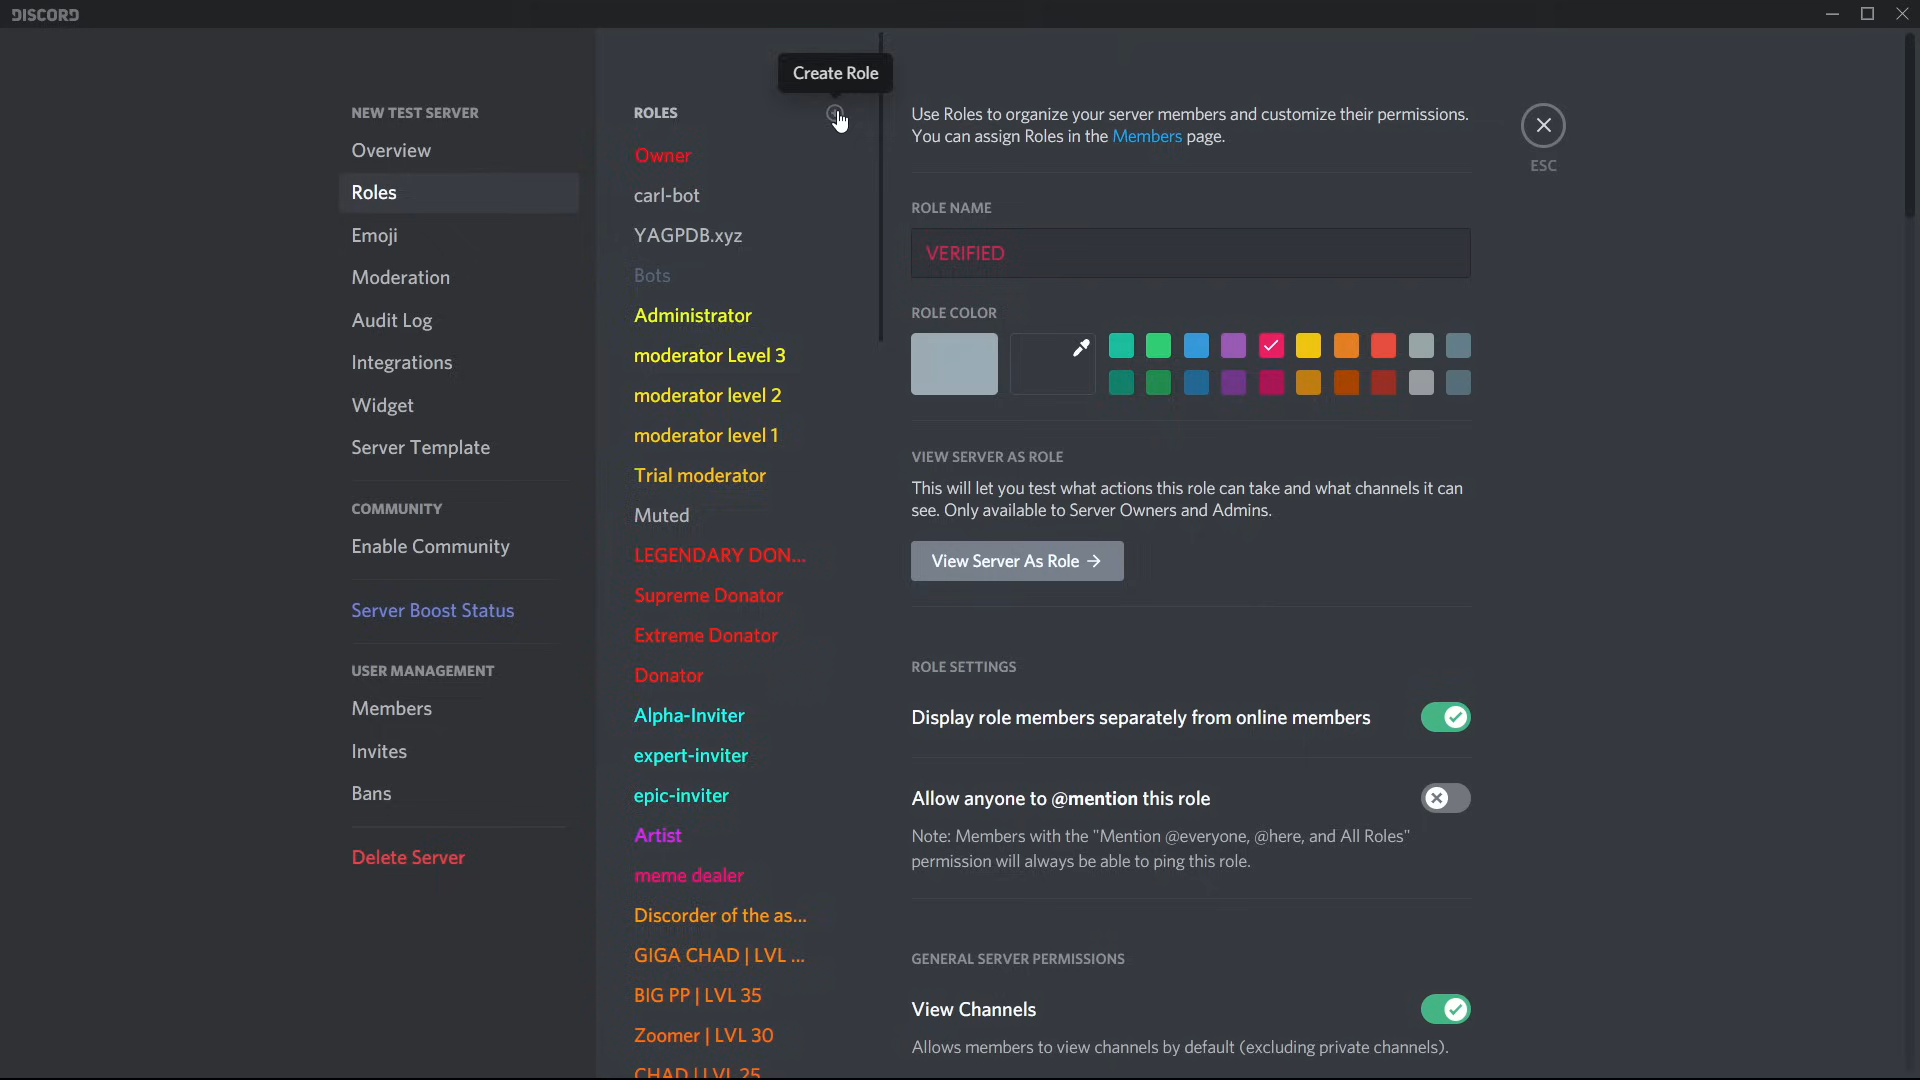 DISCORD
Create Role
NEW TEST SERVER
Overview
Roles
Emoji
Moderation
Audit Log
Integrations
Widget
Server Template
COMMUNITY
Enable Community
Server Boost Status
USER MANAGEMENT
Members
Invites
Bans
Delete Server
ROLES
Owner
carl-bot
YAGPDB.xyz
Bots
Administrator
moderator Level 3
moderator level 2
moderator level 1
Trial moderator
Muted
LEGENDARY DON...
Supreme Donator
Extreme Donator
Donator
Alpha-Inviter
expert-inviter
epic-inviter
Artist
meme dealer
Discorder of the as...
GIGA CHAD | LVL ...
BIG PP | LVL 35
Zoomer | LVL 30
CHAD | LVL 25
Use Roles to organize your server members and customize their permissions.
You can assign Roles in the Members page.
ESC
ROLE NAME
VERIFIED
ROLE COLOR
VIEW SERVER AS ROLE
This will let you test what actions this role can take and what channels it can
see. Only available to Server Owners and Admins.
View Server As Role →
ROLE SETTINGS
Display role members separately from online members
Allow anyone to @mention this role
Note: Members with the "Mention @everyone, @here, and All Roles"
permission will always be able to ping this role.
GENERAL SERVER PERMISSIONS
View Channels
Allows members to view channels by default (excluding private channels).